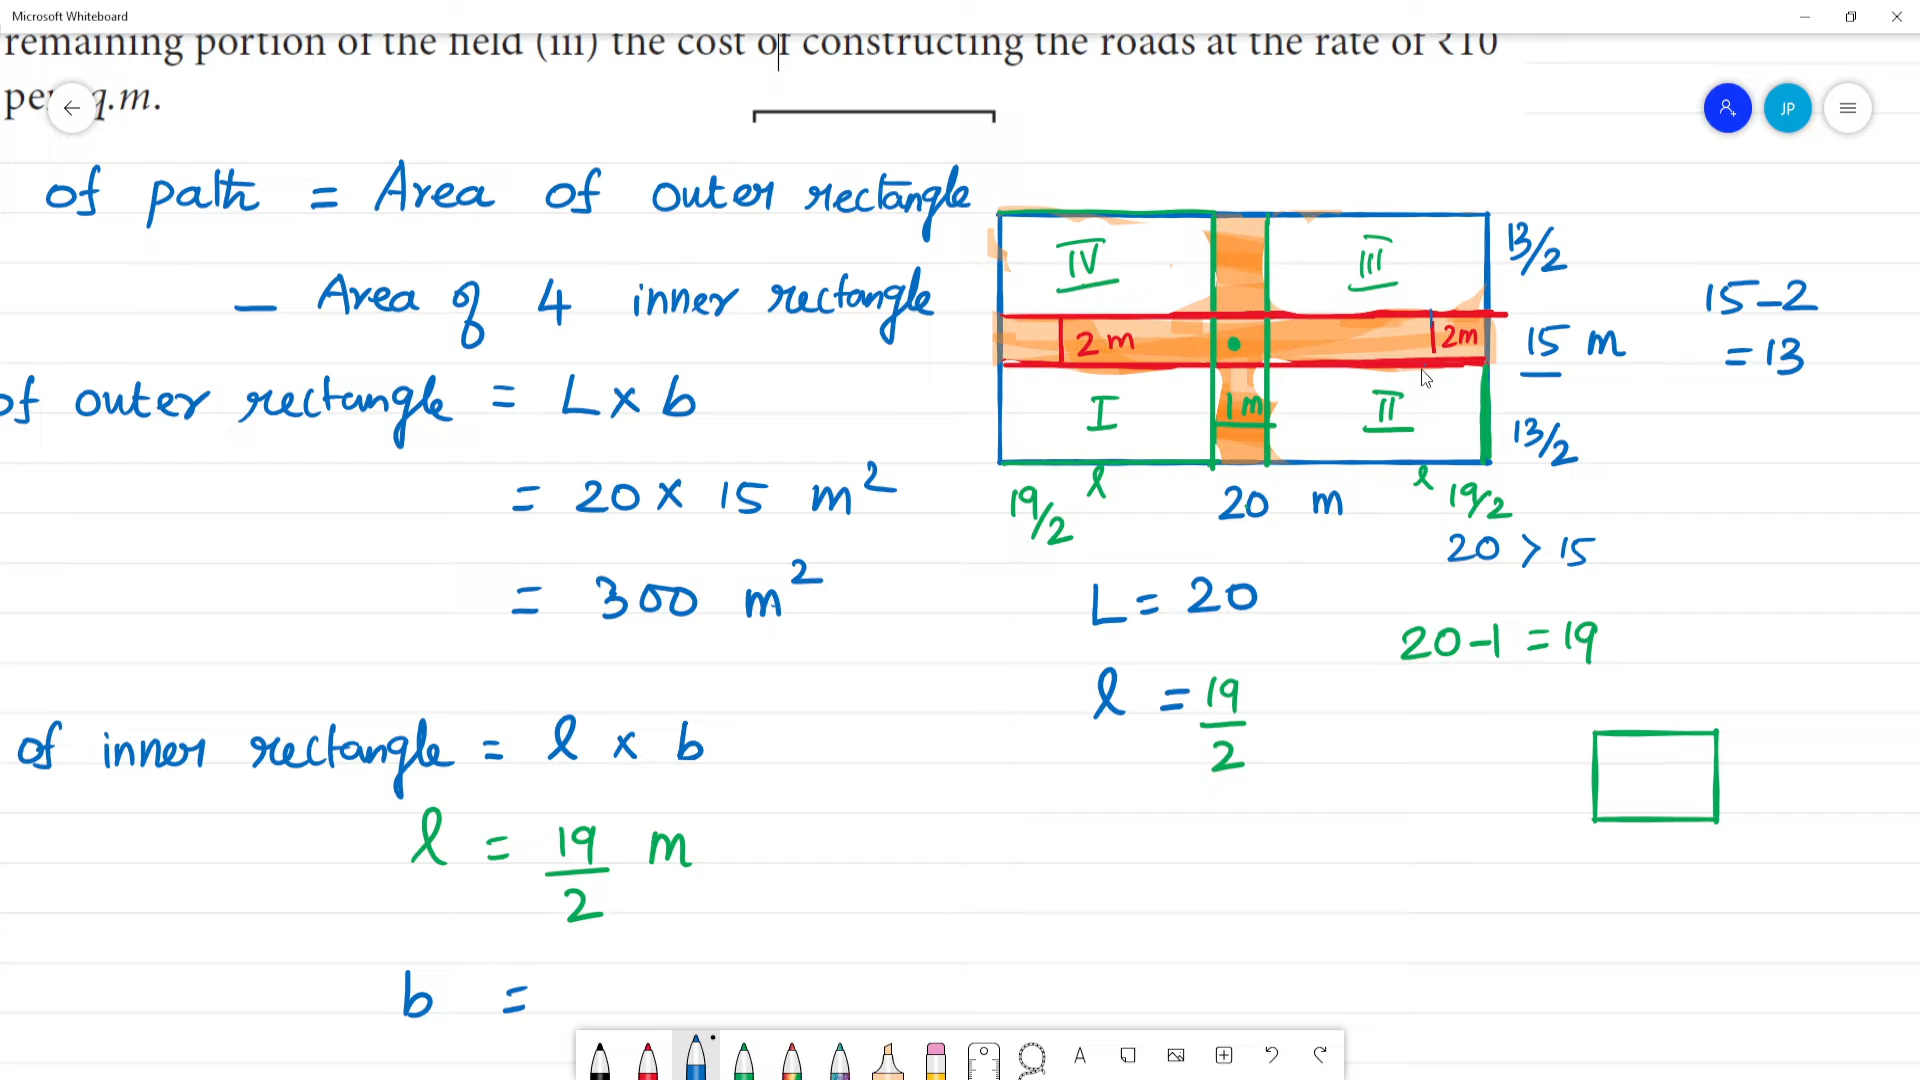 Microsoft Whiteboard
remaining portion of the field (iii) the cost of constructing the roads at the rate of ₹10
per q.m.
JP
of path = Area of outer rectangle
- Area of 4 inner rectangle
of outer rectangle = L x b
= 20 x 15 m²
= 300 m²
of inner rectangle = l x b
l = 19/2 m
b =
IV III 13/2
2 m 2m 15 m
I 1m II 13/2
l l
19/2 20 m 19/2
15-2
= 13
20 > 15
L = 20
20-1 = 19
l = 19/2
A